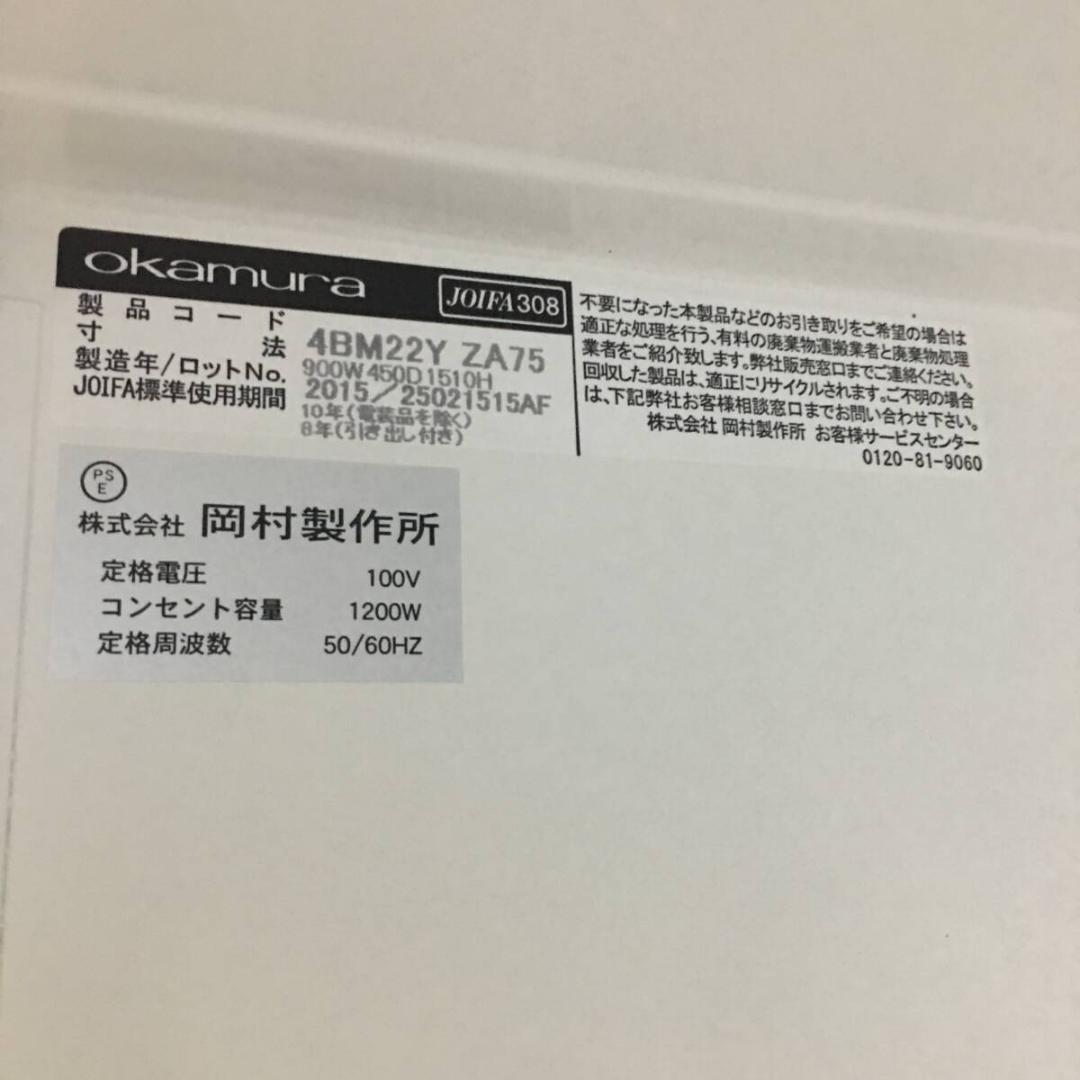 okamura
JOIFA308
製品コード 4BM22Y ZA75
寸法 900W450D1510H
製造年/ロットNo. 2015/25021515AF
JOIFA標準使用期間 10年(電装品を除く)
8年(引き出し付き)
不要になった本製品などのお引き取りをご希望の場合は
適正な処理を行う、有料の廃棄物運搬業者と廃棄物処理
業者をご紹介致します。弊社販売窓口までご連絡ください。
回収した製品は、適正にリサイクルされます。ご不明の場合
は、下記弊社お客様相談窓口までお問い合わせ下さい。
株式会社 岡村製作所 お客様サービスセンター
0120-81-9060
PS
E
株式会社 岡村製作所
定格電圧 100V
コンセント容量 1200W
定格周波数 50/60HZ